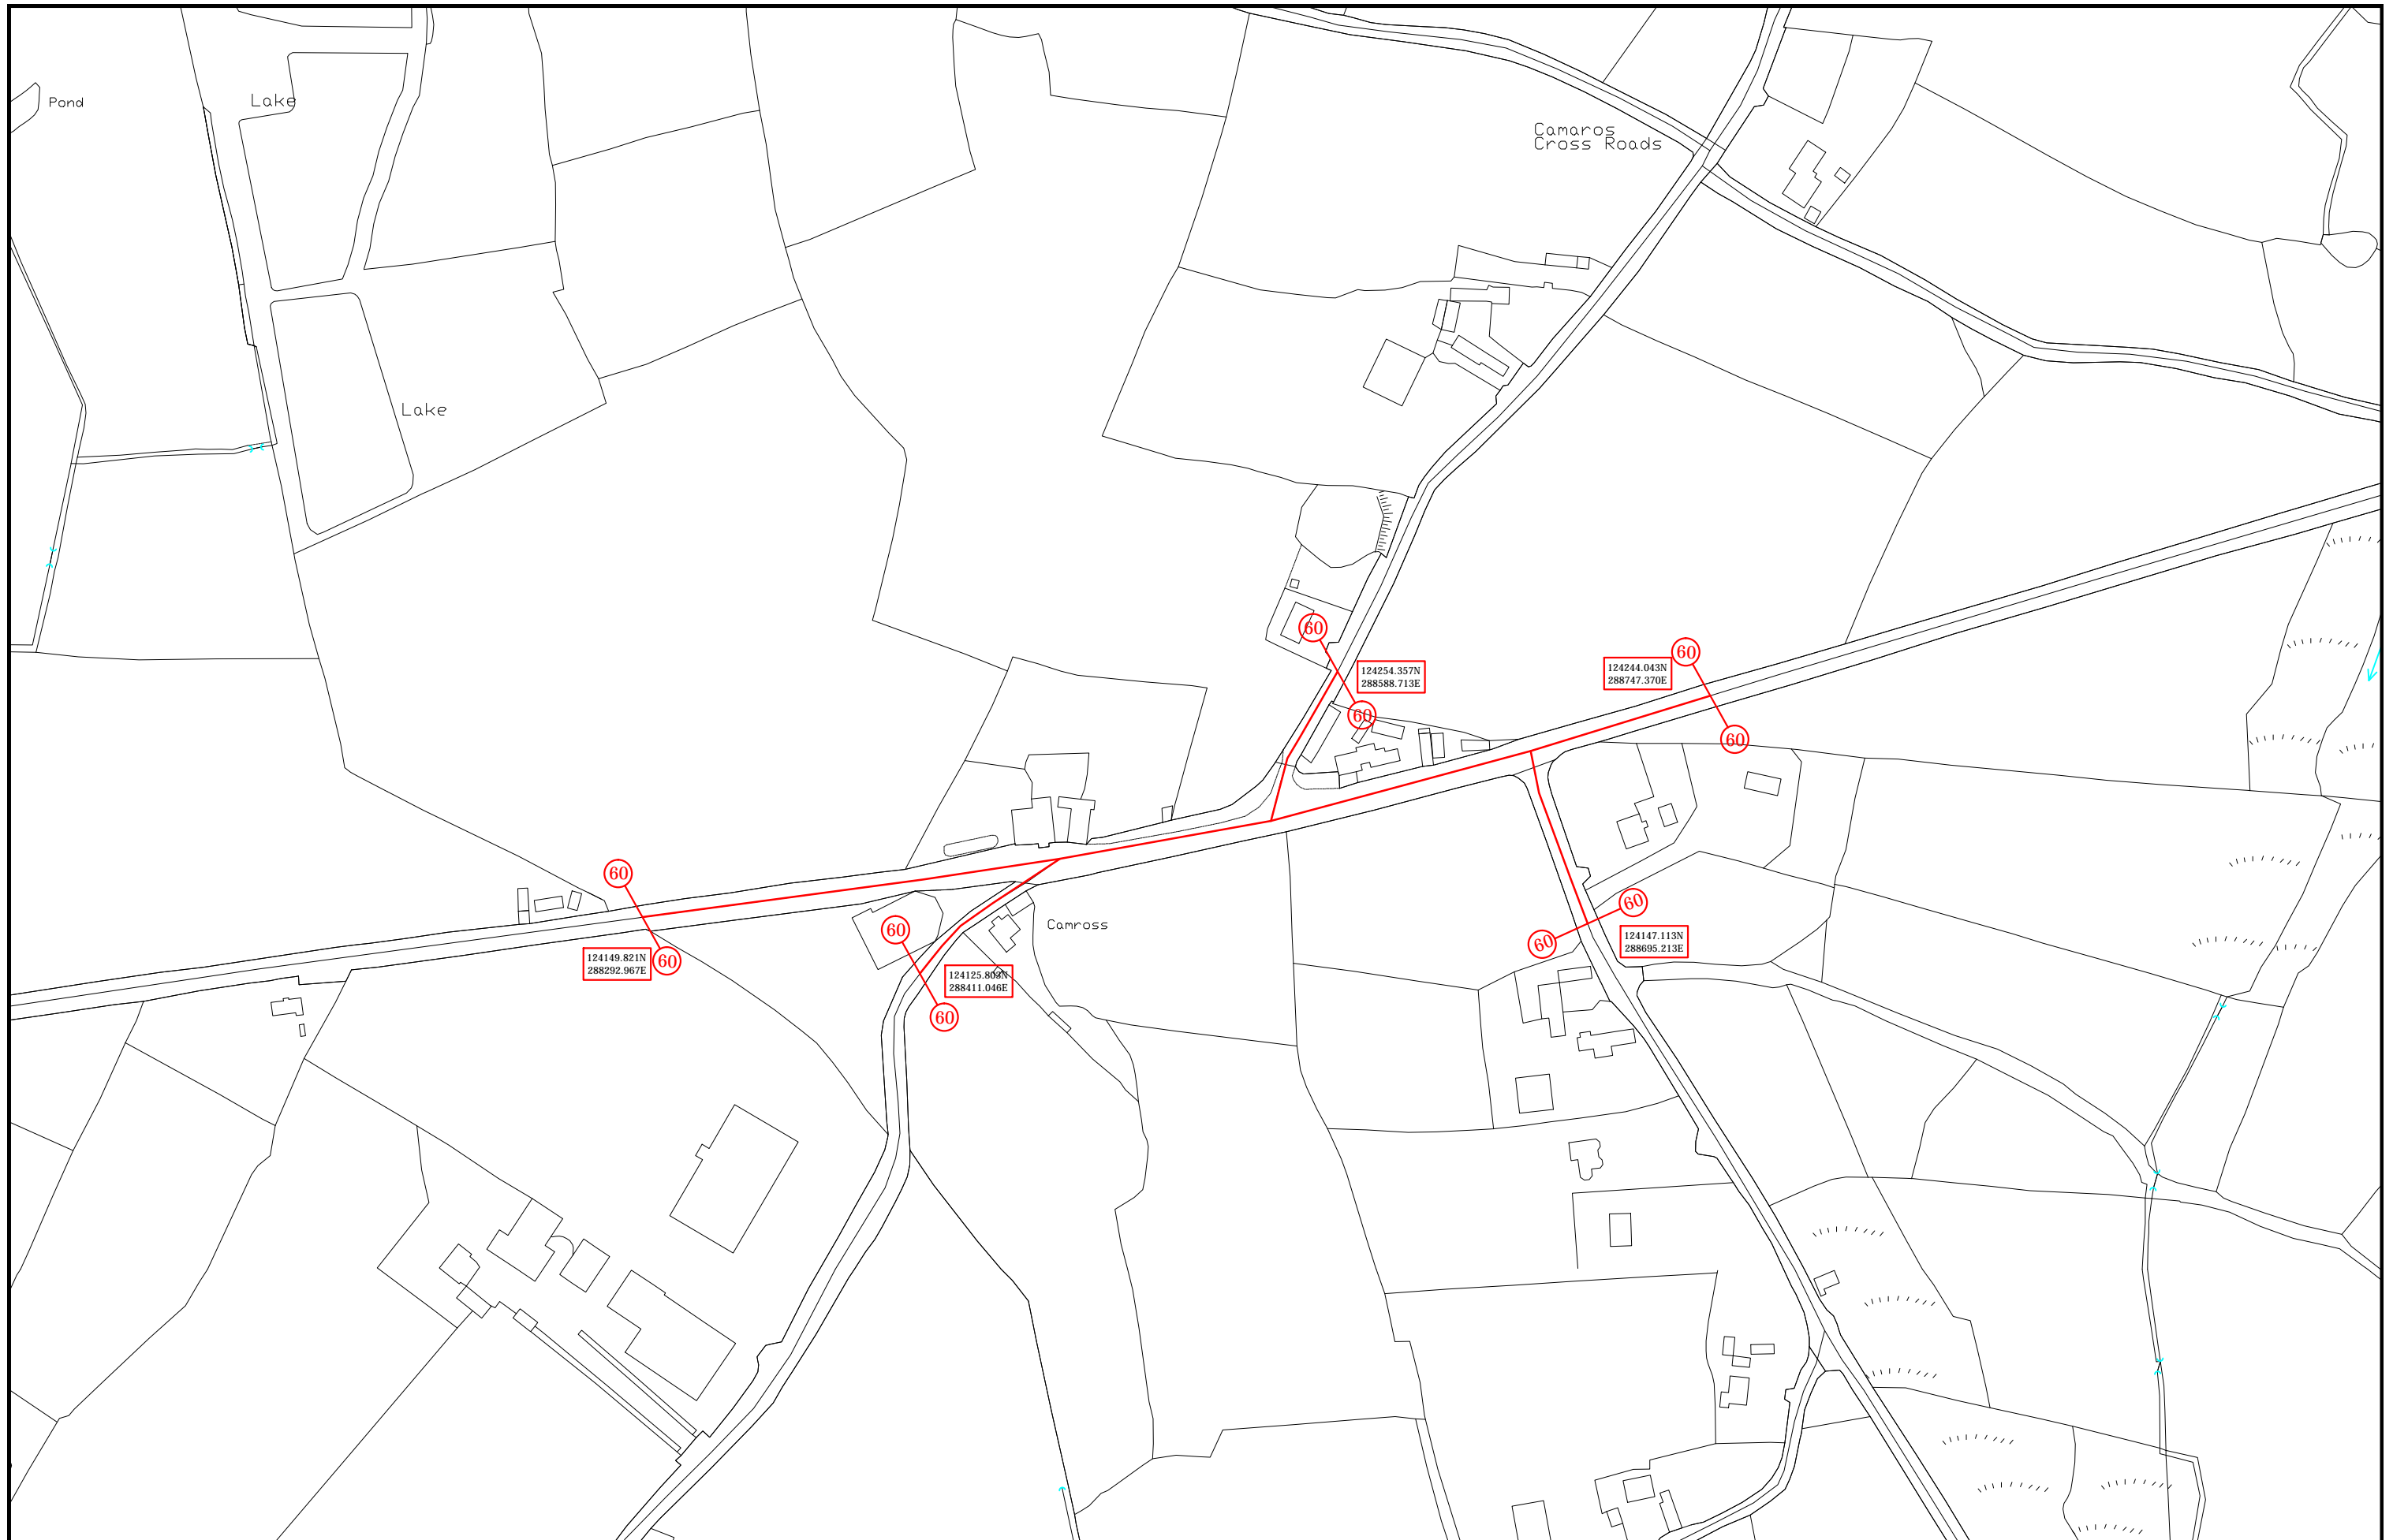 Pond
Lake
Camaros
Cross Roads
Lake
60
60
124254.357N
288588.713E
60
124244.043N
288747.370E
60
60
60
124149.821N
288292.967E
60
60
Camross
124125.803N
288411.046E
60
60
60
124147.113N
288695.213E